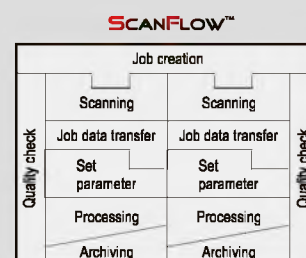 SCANFLOW™
Job creation
Scanning Scanning
Job data transfer Job data transfer
Set parameter Set parameter
Processing Processing
Archiving Archiving
Quality check
Quality check